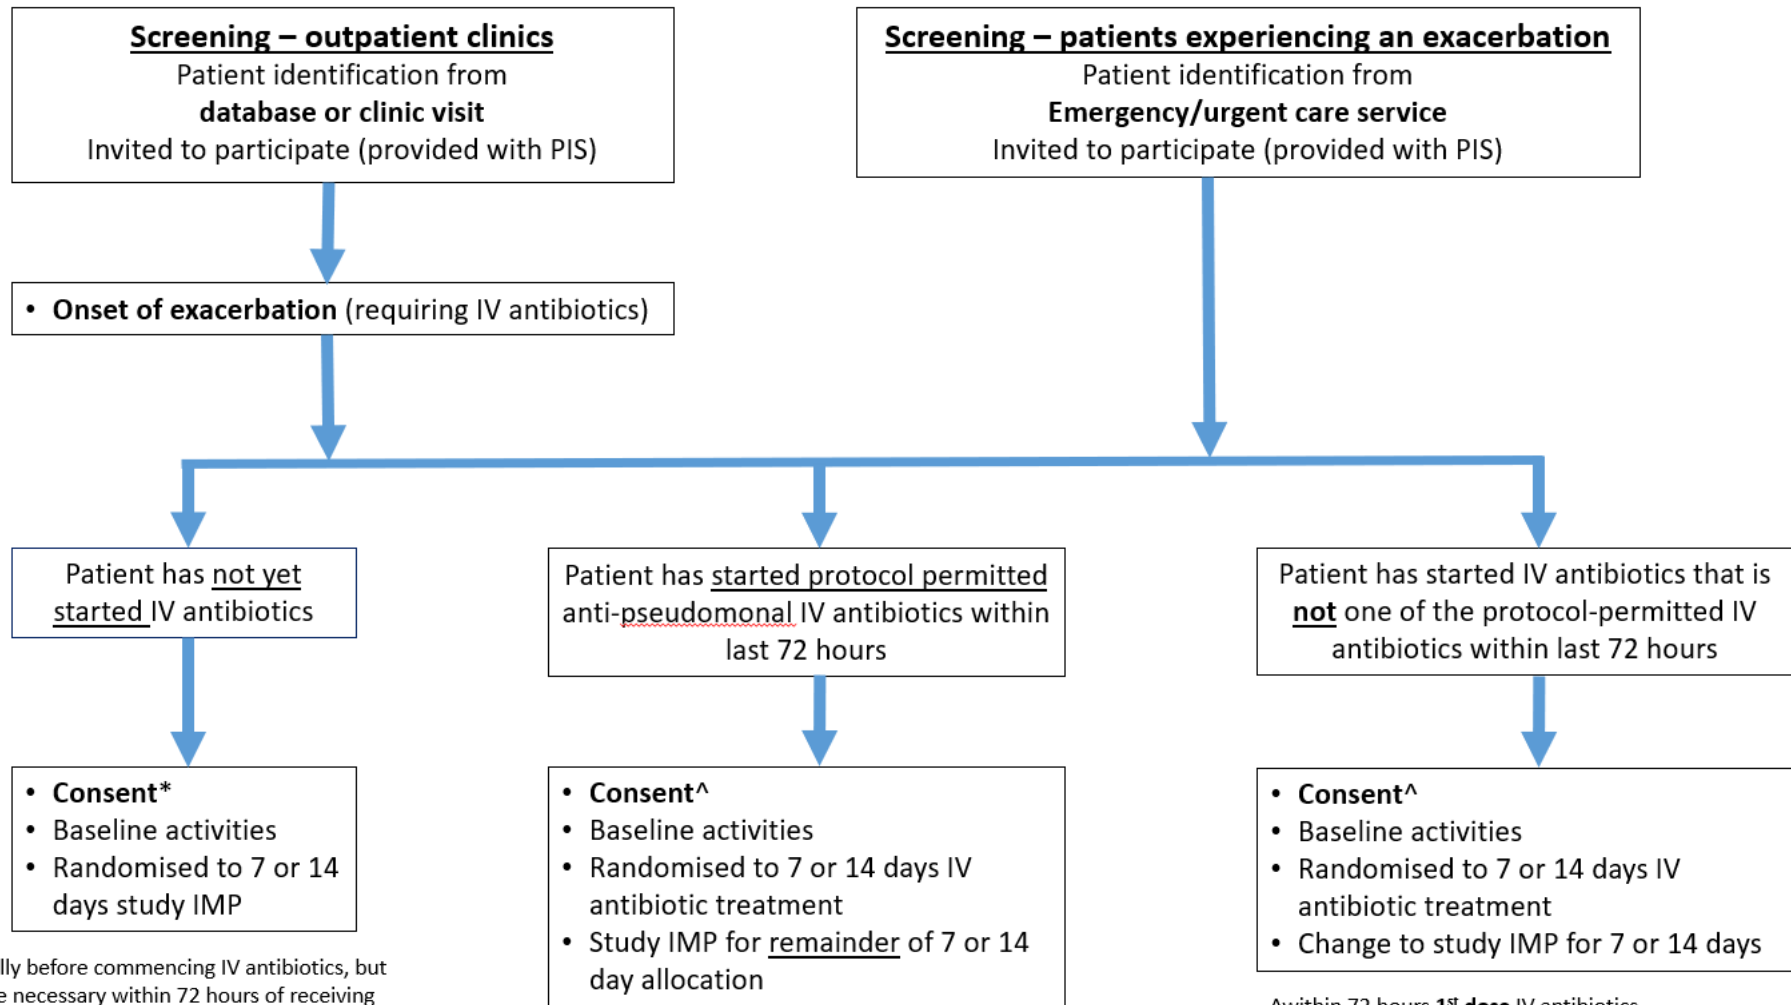 Screening – outpatient clinics
Patient identification from
database or clinic visit
Invited to participate (provided with PIS)
Screening – patients experiencing an exacerbation
Patient identification from
Emergency/urgent care service
Invited to participate (provided with PIS)
• Onset of exacerbation (requiring IV antibiotics)
Patient has not yet
started IV antibiotics
Patient has started protocol permitted
anti-pseudomonal IV antibiotics within
last 72 hours
Patient has started IV antibiotics that is
not one of the protocol-permitted IV
antibiotics within last 72 hours
• Consent*
• Baseline activities
• Randomised to 7 or 14
days study IMP
• Consent^
• Baseline activities
• Randomised to 7 or 14 days IV
antibiotic treatment
• Study IMP for remainder of 7 or 14
day allocation
• Consent^
• Baseline activities
• Randomised to 7 or 14 days IV
antibiotic treatment
• Change to study IMP for 7 or 14 days
before commencing IV antibiotics, but
necessary within 72 hours of receiving
^within 72 hours 1st dose IV antibiotics